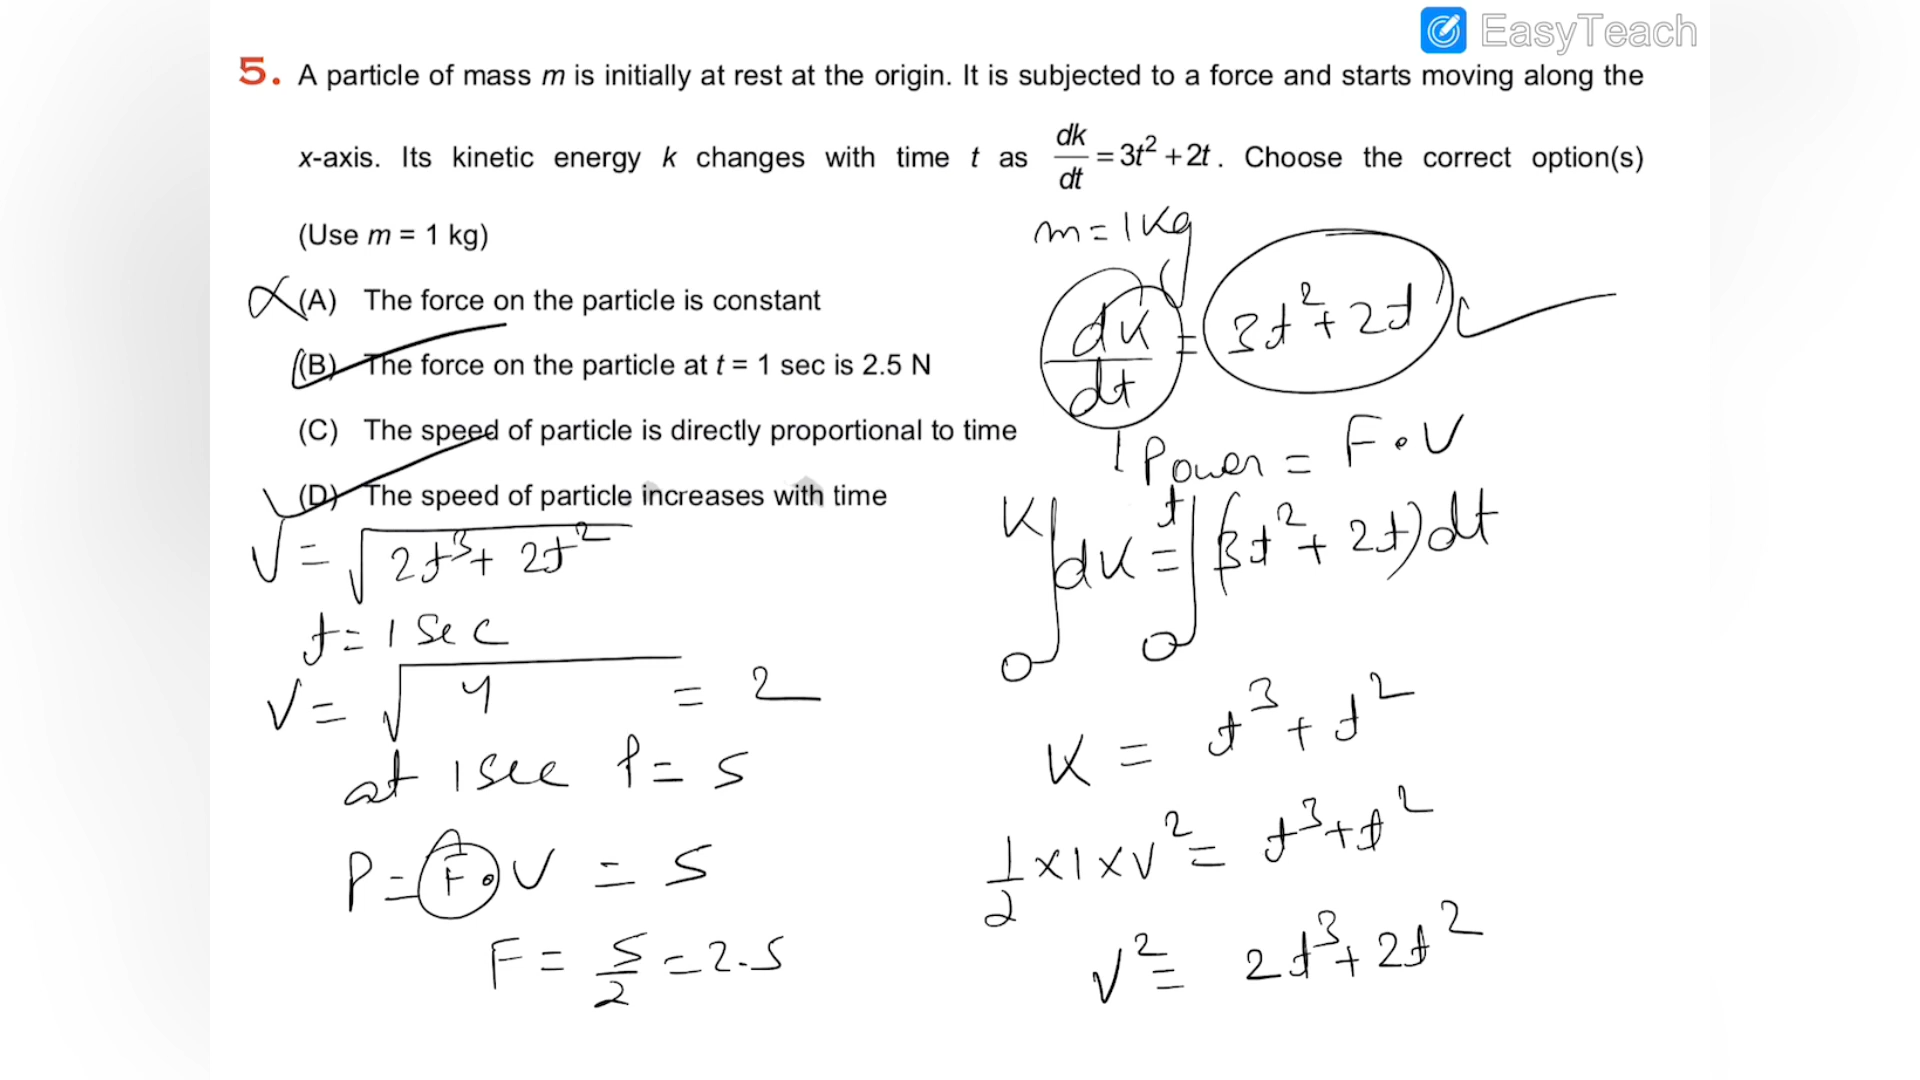 EasyTeach
5. A particle of mass m is initially at rest at the origin. It is subjected to a force and starts moving along the
x-axis. Its kinetic energy k changes with time t as dk/dt = 3t² + 2t. Choose the correct option(s)
(Use m = 1 kg)
(A) The force on the particle is constant
(B) The force on the particle at t = 1 sec is 2.5 N
(C) The speed of particle is directly proportional to time
(D) The speed of particle increases with time
m = 1 kg
dk/dt = 3t² + 2t
Power = F . V
∫₀ᴷ dK = ∫₀ᵗ (3t² + 2t) dt
K = t³ + t²
1/2 x 1 x v² = t³ + t²
v² = 2t³ + 2t²
V = √(2t³ + 2t²)
t = 1 sec
V = √4 = 2
at 1 sec P = 5
P = F . V = 5
F = 5/2 = 2.5